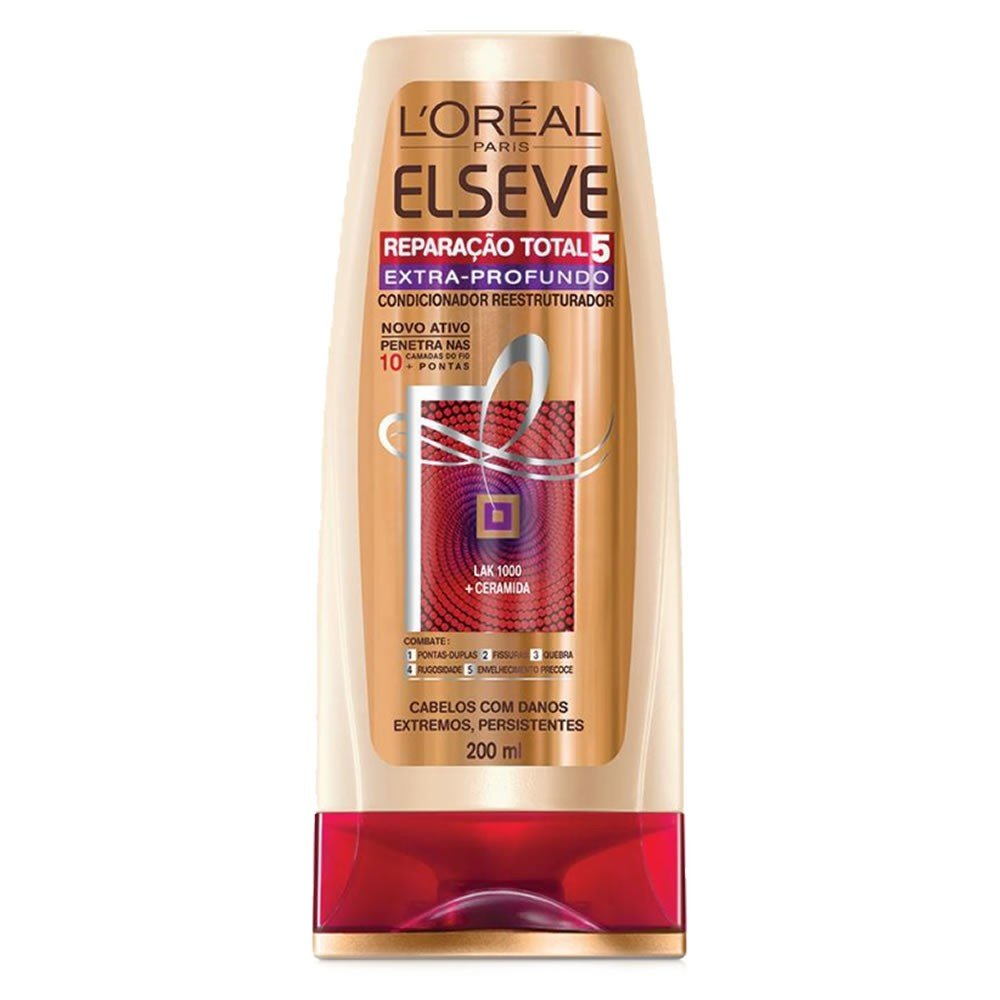 L'ORÉAL
PARIS
ELSEVE
REPARAÇÃO TOTAL 5
EXTRA-PROFUNDO
CONDICIONADOR REESTRUTURADOR
NOVO ATIVO
PENETRA NAS
10 CAMADAS DO FIO
+ PONTAS
LAK 1000
+ CERAMIDA
COMBATE:
1 PONTAS-DUPLAS 2 FISSURAS 3 QUEBRA
4 RUGOSIDADE 5 ENVELHECIMENTO PRECOCE
CABELOS COM DANOS
EXTREMOS, PERSISTENTES
200 ml